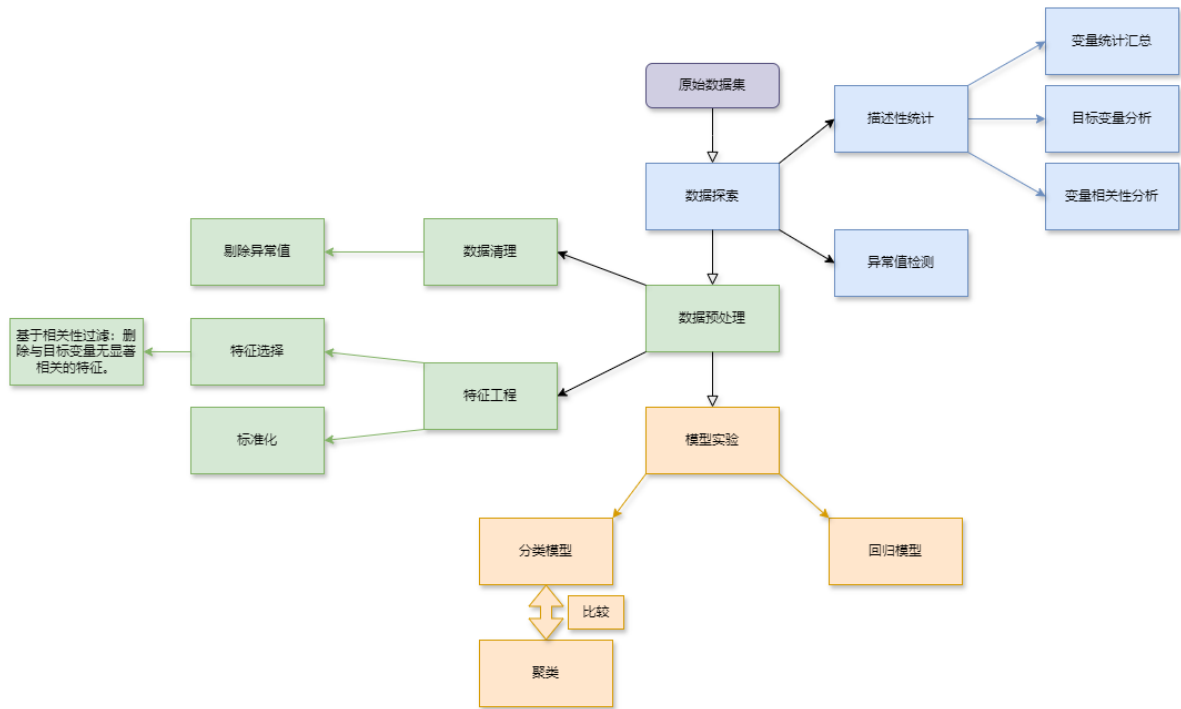 变量统计汇总
原始数据集
描述性统计
目标变量分析
数据探索
变量相关性分析
剔除异常值
数据清理
异常值检测
数据预处理
基于相关性过滤：删
除与目标变量无显著
相关的特征。
特征选择
特征工程
标准化
模型实验
分类模型
回归模型
比较
聚类